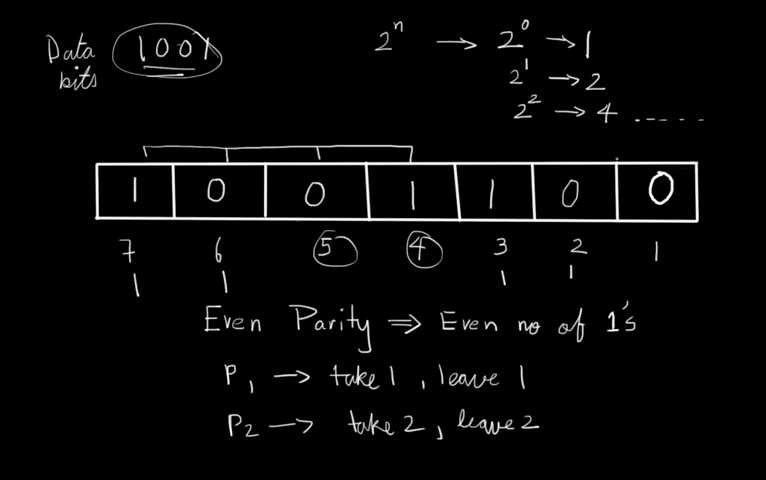 Data bits 1001
2ⁿ → 2⁰ → 1
2¹ → 2
2² → 4 .....
1 0 0 1 1 0 0
7 6 5 4 3 2 1
1 1 1 1
Even Parity ⇒ Even no of 1's
P₁ → take 1, leave 1
P₂ → take 2, leave 2